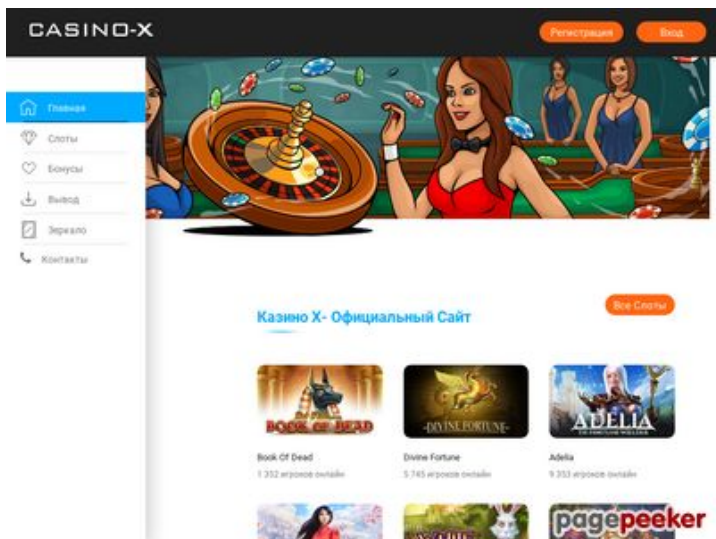 CASINO-X
Регистрация
Вход
Главная
Слоты
Бонусы
Вывод
Зеркало
Контакты
Казино X- Официальный Сайт
Все Слоты
BOOK OF DEAD
DIVINE FORTUNE
ADELIA
Book Of Dead
Divine Fortune
Adelia
1 352 игроков онлайн
5 745 игроков онлайн
9 353 игроков онлайн
pagepeeker